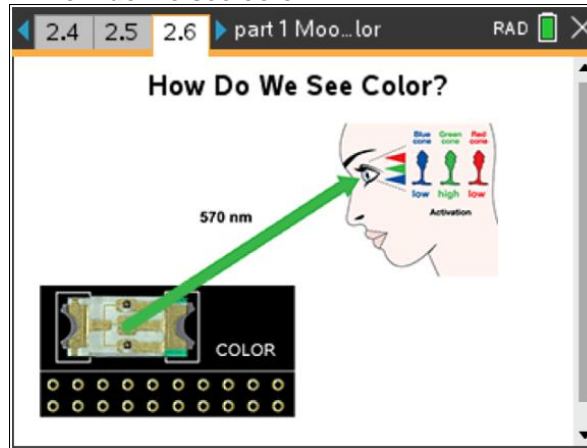 2.4 2.5 2.6 part 1 Moo...lor RAD
How Do We See Color?
Blue cone Green cone Red cone
low high low
Activation
570 nm
COLOR